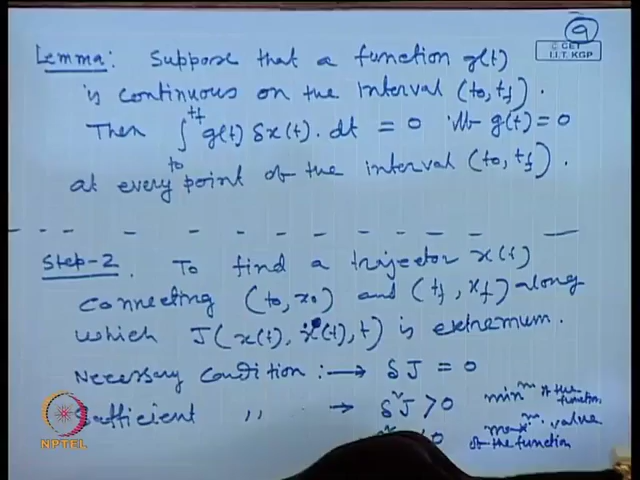 9
© CET
I.I.T. KGP
Lemma: Suppose that a function g(t)
is continuous on the interval (t0, tf).
Then ∫_{t0}^{tf} g(t) δx(t). dt = 0 iff g(t) = 0
at every point of the interval (t0, tf).
Step-2. To find a trajector x(t)
connecting (t0, x0) and (tf, xf) along
which J(x(t), ẋ(t), t) is extremum.
Necessary Condition: → δJ = 0
Sufficient " → δ²J > 0 min^m of the function
max^m. value
of the function
NPTEL